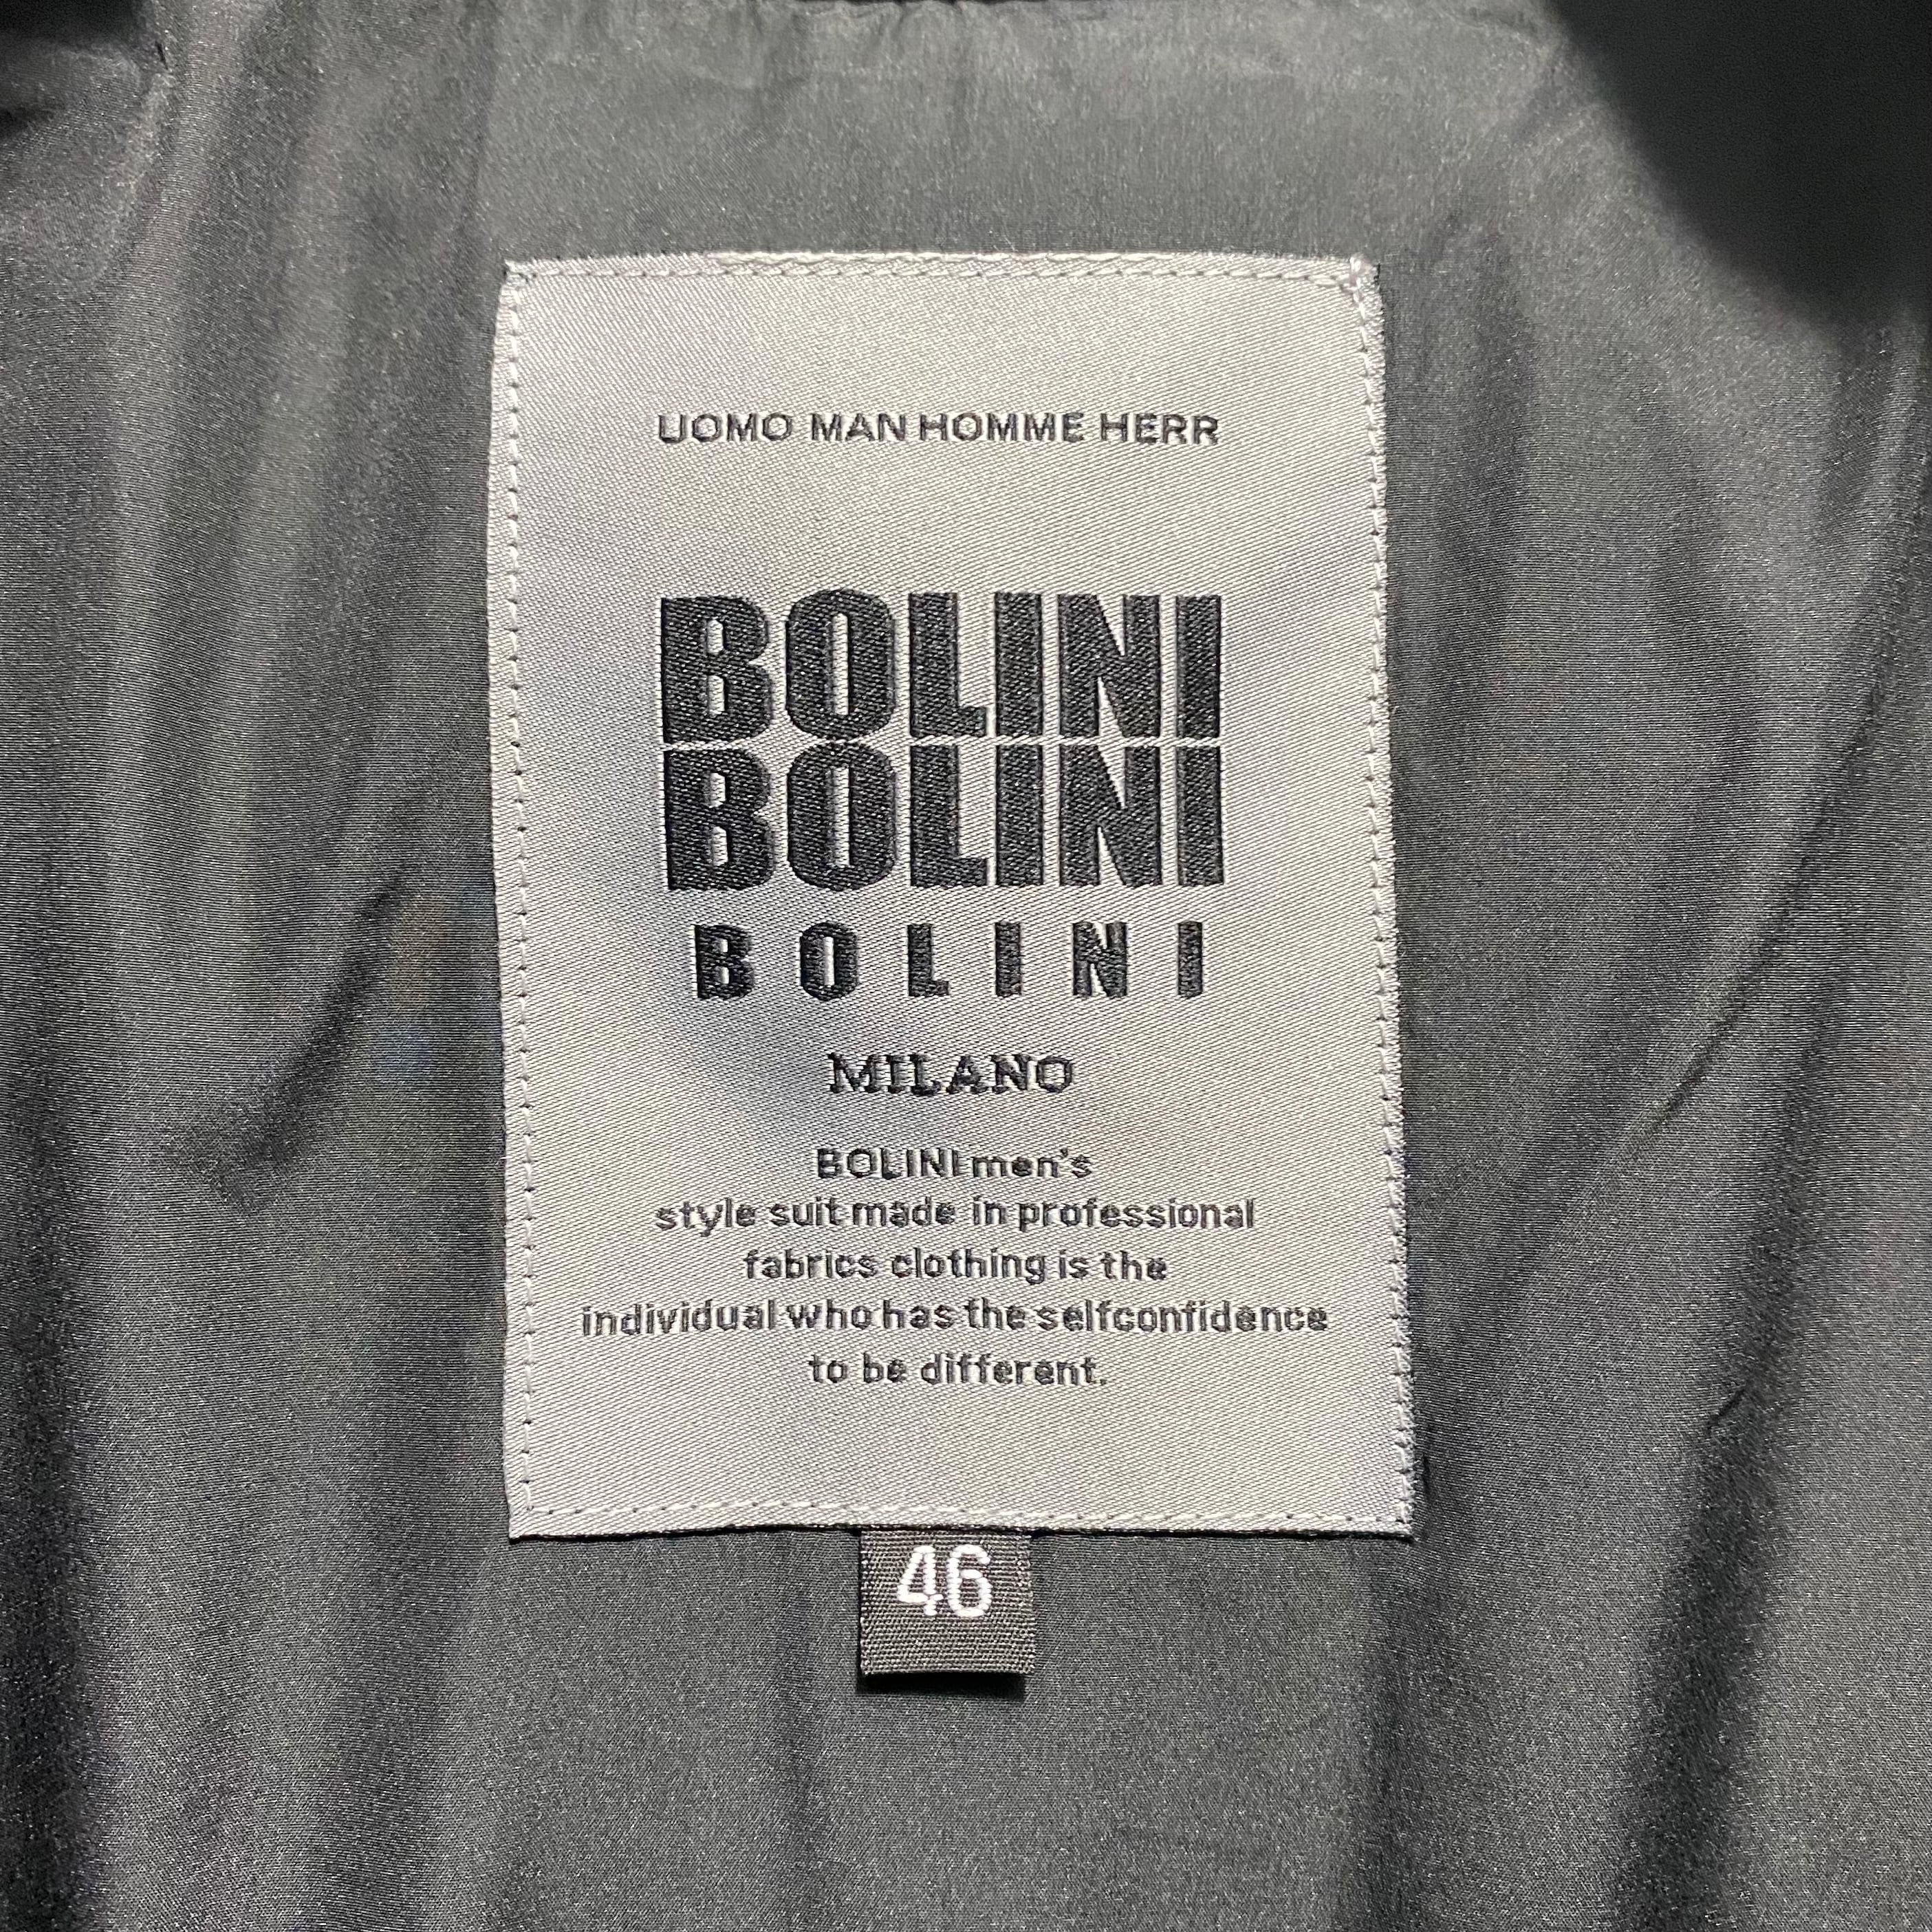 UOMO MAN HOMME HERR
BOLINI
BOLINI
BOLINI
MILANO
BOLINI men's
style suit made in professional
fabrics clothing is the
individual who has the selfconfidence
to be different.
46